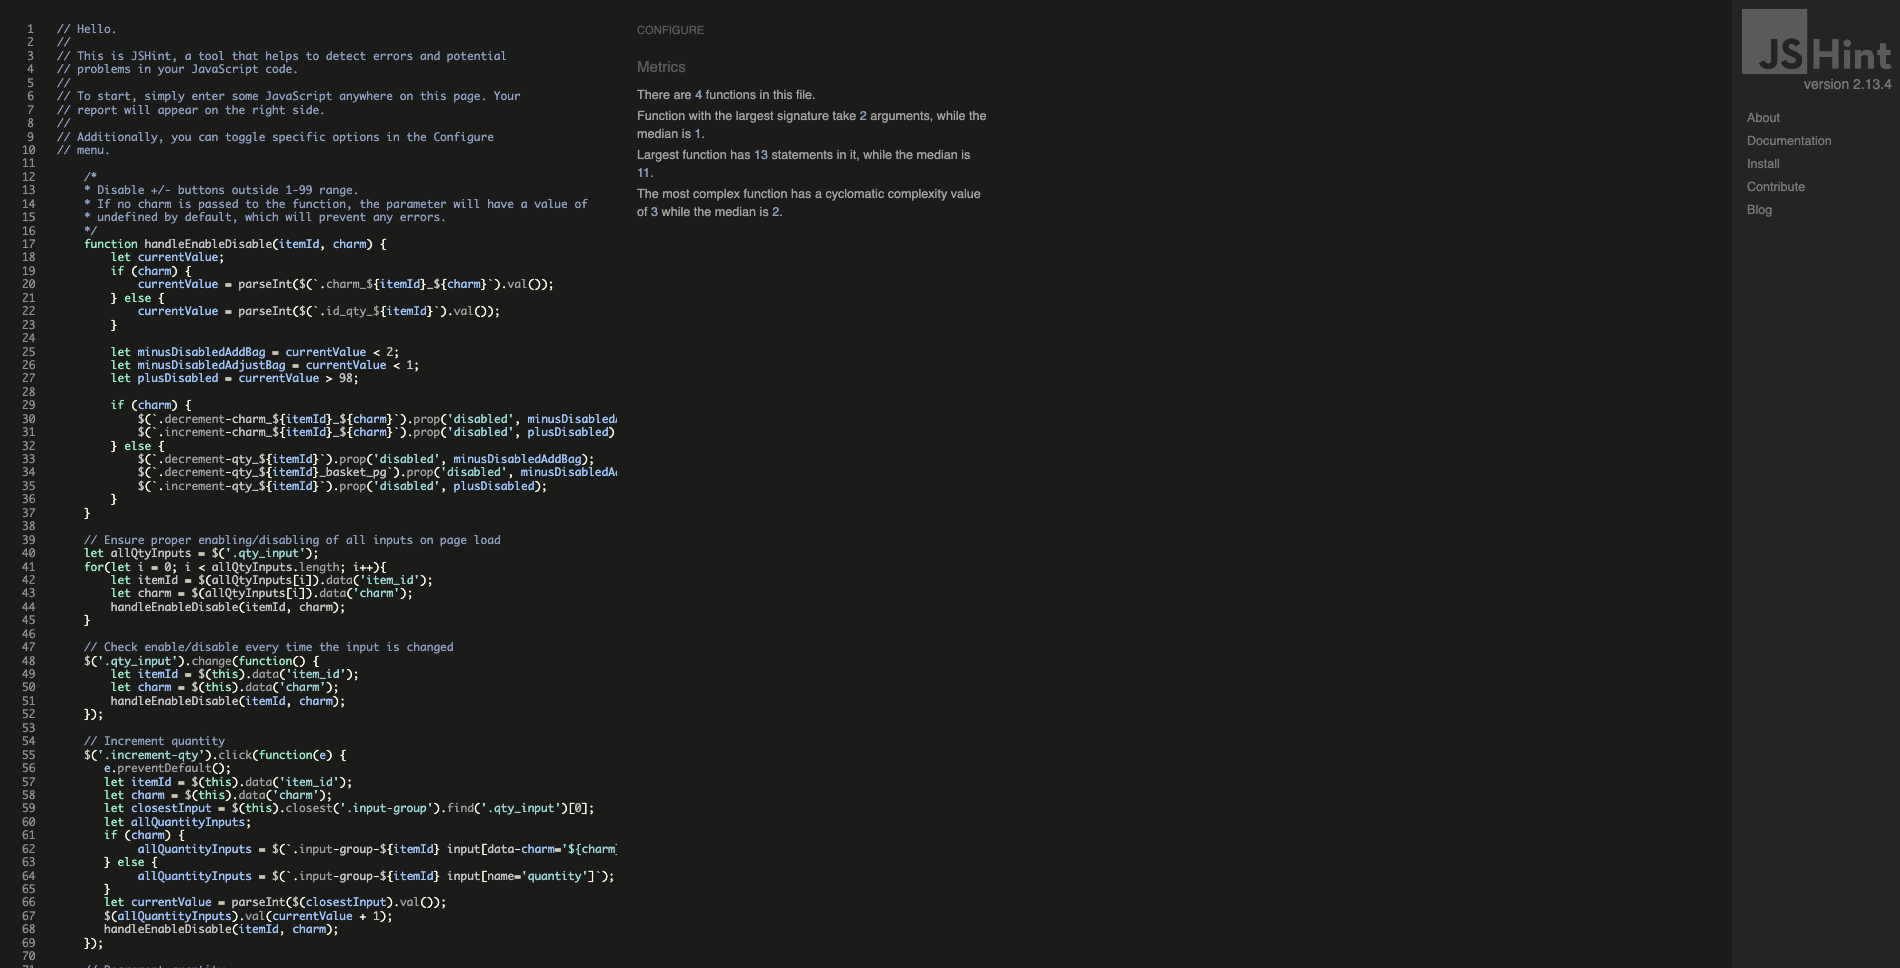 1 // Hello.
2 //
3 // This is JSHint, a tool that helps to detect errors and potential
4 // problems in your JavaScript code.
5 //
6 // To start, simply enter some JavaScript anywhere on this page. Your
7 // report will appear on the right side.
8 //
9 // Additionally, you can toggle specific options in the Configure
10 // menu.
11
12 /*
13 * Disable +/- buttons outside 1-99 range.
14 * If no charm is passed to the function, the parameter will have a value of
15 * undefined by default, which will prevent any errors.
16 */
17 function handleEnableDisable(itemId, charm) {
18 let currentValue;
19 if (charm) {
20 currentValue = parseInt($(`.charm_${itemId}_${charm}`).val());
21 } else {
22 currentValue = parseInt($(`.id_qty_${itemId}`).val());
23 }
24
25 let minusDisabledAddBag = currentValue < 2;
26 let minusDisabledAdjustBag = currentValue < 1;
27 let plusDisabled = currentValue > 98;
28
29 if (charm) {
30 $(`.decrement-charm_${itemId}_${charm}`).prop('disabled', minusDisabled
31 $(`.increment-charm_${itemId}_${charm}`).prop('disabled', plusDisabled)
32 } else {
33 $(`.decrement-qty_${itemId}`).prop('disabled', minusDisabledAddBag);
34 $(`.decrement-qty_${itemId}_basket_pg`).prop('disabled', minusDisabledA
35 $(`.increment-qty_${itemId}`).prop('disabled', plusDisabled);
36 }
37 }
38
39 // Ensure proper enabling/disabling of all inputs on page load
40 let allQtyInputs = $('.qty_input');
41 for(let i = 0; i < allQtyInputs.length; i++){
42 let itemId = $(allQtyInputs[i]).data('item_id');
43 let charm = $(allQtyInputs[i]).data('charm');
44 handleEnableDisable(itemId, charm);
45 }
46
47 // Check enable/disable every time the input is changed
48 $('.qty_input').change(function() {
49 let itemId = $(this).data('item_id');
50 let charm = $(this).data('charm');
51 handleEnableDisable(itemId, charm);
52 });
53
54 // Increment quantity
55 $('.increment-qty').click(function(e) {
56 e.preventDefault();
57 let itemId = $(this).data('item_id');
58 let charm = $(this).data('charm');
59 let closestInput = $(this).closest('.input-group').find('.qty_input')[0];
60 let allQuantityInputs;
61 if (charm) {
62 allQuantityInputs = $(`.input-group-${itemId} input[data-charm='${charm
63 } else {
64 allQuantityInputs = $(`.input-group-${itemId} input[name='quantity']`);
65 }
66 let currentValue = parseInt($(closestInput).val());
67 $(allQuantityInputs).val(currentValue + 1);
68 handleEnableDisable(itemId, charm);
69 });
70
CONFIGURE
Metrics
There are 4 functions in this file.
Function with the largest signature take 2 arguments, while the
median is 1.
Largest function has 13 statements in it, while the median is
11.
The most complex function has a cyclomatic complexity value
of 3 while the median is 2.
JSHint
version 2.13.4
About
Documentation
Install
Contribute
Blog